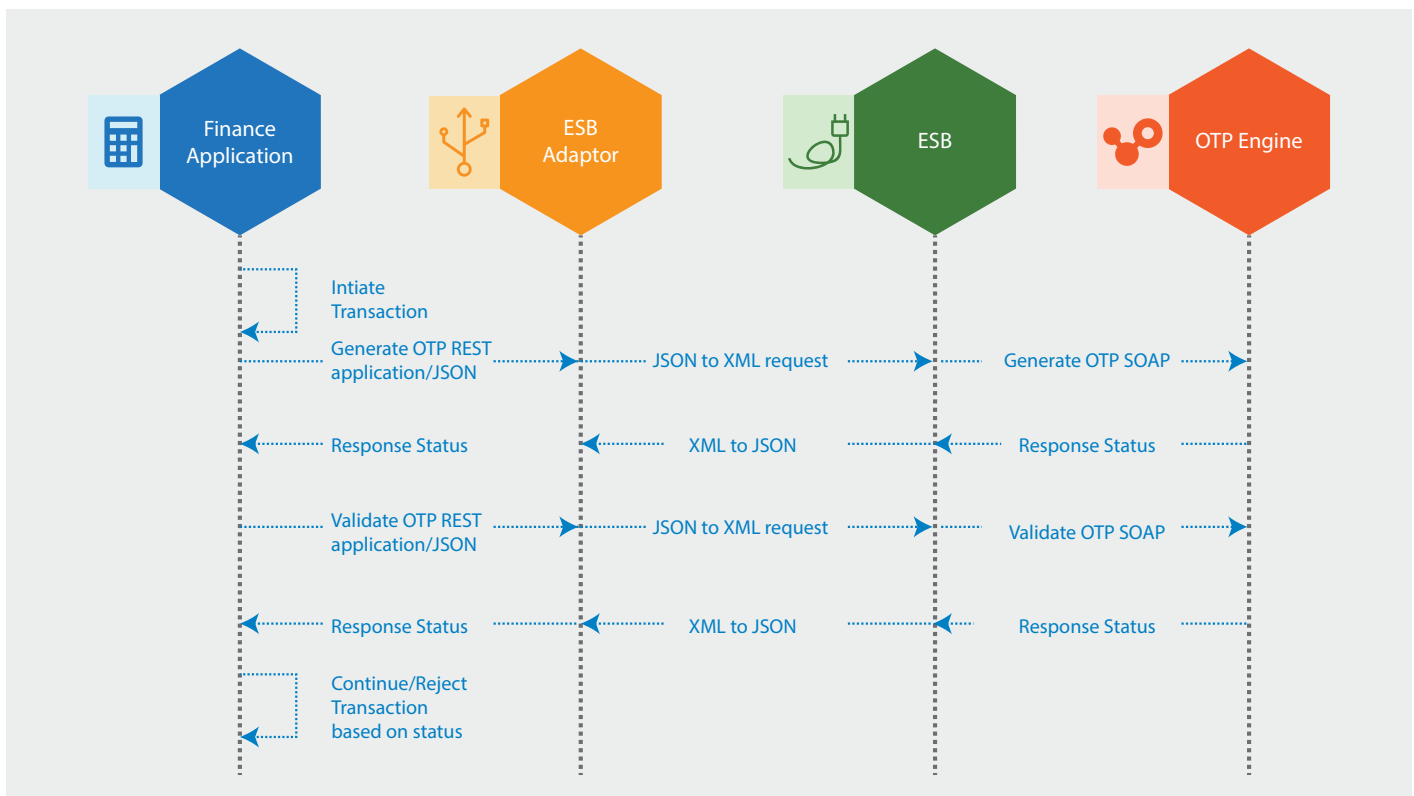 Finance
Application
ESB
Adaptor
ESB
OTP Engine
Intiate
Transaction
Generate OTP REST
application/JSON
JSON to XML request
Generate OTP SOAP
Response Status
XML to JSON
Response Status
Validate OTP REST
application/JSON
JSON to XML request
Validate OTP SOAP
Response Status
XML to JSON
Response Status
Continue/Reject
Transaction
based on status